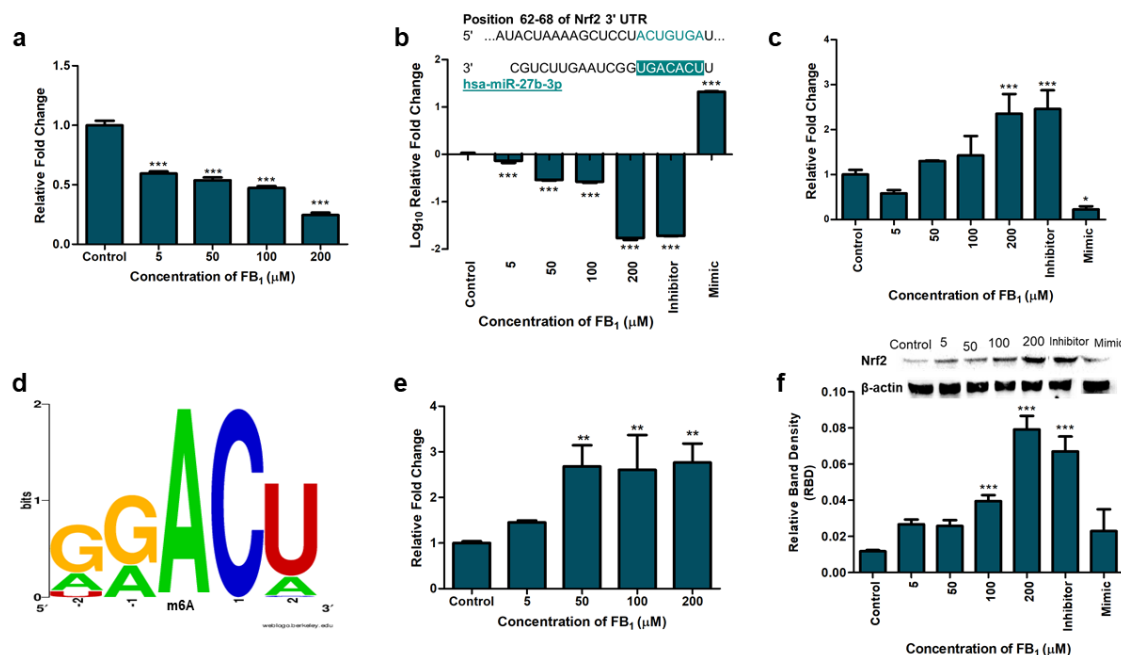 a
Relative Fold Change
1.5
1.0
0.5
0.0
***
***
***
***
Control 5 50 100 200
Concentration of FB1 (μM)
b
Position 62-68 of Nrf2 3' UTR
5' ...AUACUAAAAGCUCCUACUGUGAU...
3' CGUCUUGAAUCGGUGACACUU
hsa-miR-27b-3p
Log10 Relative Fold Change
2
1
0
-1
-2
***
***
***
***
***
***
Control 5 50 100 200 Inhibitor Mimic
Concentration of FB1 (μM)
c
Relative Fold Change
4
3
2
1
0
***
***
*
Control 5 50 100 200 Inhibitor Mimic
Concentration of FB1 (μM)
d
bits
2
1
0
GGACU
AA A
5′ -2 -1 m6A 1 2 3′
weblogo.berkeley.edu
e
Relative Fold Change
4
3
2
1
0
**
**
**
Control 5 50 100 200
Concentration of FB1 (μM)
f
Control 5 50 100 200 Inhibitor Mimic
Nrf2
β-actin
Relative Band Density
(RBD)
0.10
0.08
0.06
0.04
0.02
0.00
***
***
***
Control 5 50 100 200 Inhibitor Mimic
Concentration of FB1 (μM)